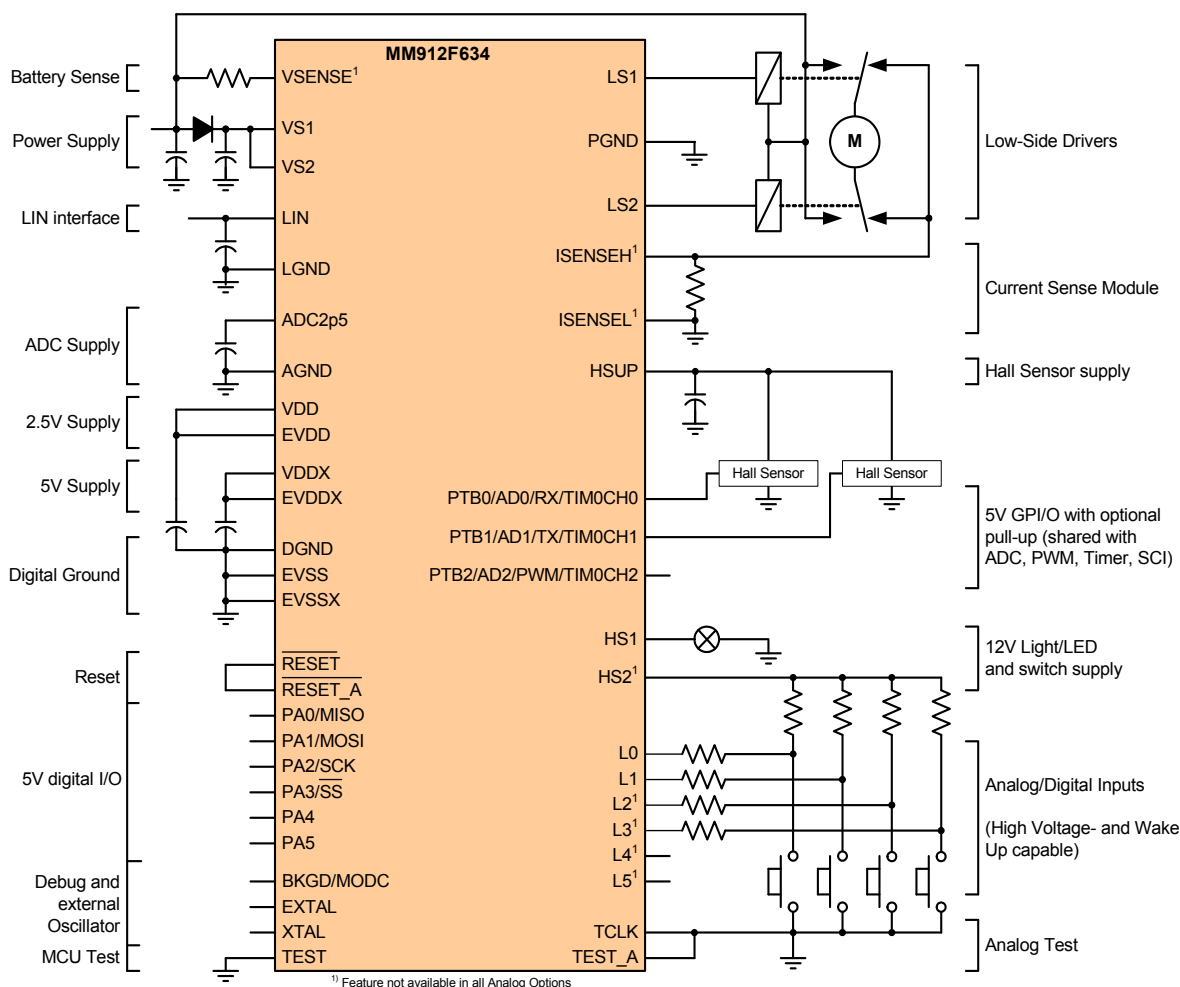 MM912F634
Battery Sense
Power Supply
LIN interface
ADC Supply
2.5V Supply
5V Supply
Digital Ground
Reset
5V digital I/O
Debug and
external
Oscillator
MCU Test
VSENSE¹
VS1
VS2
LIN
LGND
ADC2p5
AGND
VDD
EVDD
VDDX
EVDDX
DGND
EVSS
EVSSX
RESET
RESET_A
PA0/MISO
PA1/MOSI
PA2/SCK
PA3/SS
PA4
PA5
BKGD/MODC
EXTAL
XTAL
TEST
LS1
PGND
LS2
ISENSEH¹
ISENSEL¹
HSUP
PTB0/AD0/RX/TIM0CH0
PTB1/AD1/TX/TIM0CH1
PTB2/AD2/PWM/TIM0CH2
HS1
HS2¹
L0
L1
L2¹
L3¹
L4¹
L5¹
TCLK
TEST_A
M
Hall Sensor
Hall Sensor
Low-Side Drivers
Current Sense Module
Hall Sensor supply
5V GPI/O with optional
pull-up (shared with
ADC, PWM, Timer, SCI)
12V Light/LED
and switch supply
Analog/Digital Inputs
(High Voltage- and Wake
Up capable)
Analog Test
¹⁾ Feature not available in all Analog Options